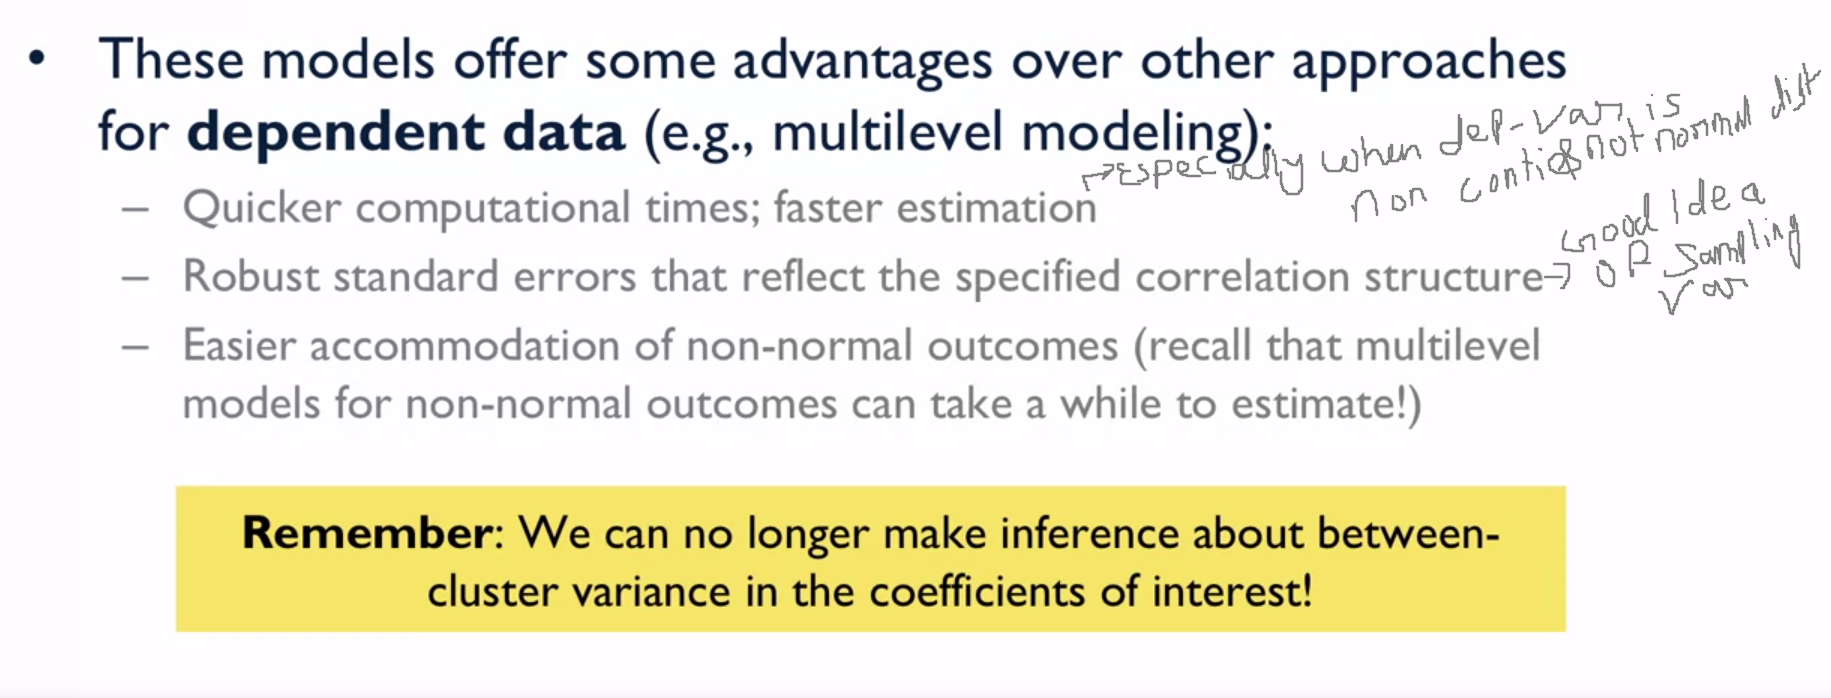 • These models offer some advantages over other approaches
for dependent data (e.g., multilevel modeling):
→ Especially when dep-var is
non conti & not normal dist
– Quicker computational times; faster estimation
– Robust standard errors that reflect the specified correlation structure
→ Good Idea
of Sampling
var
– Easier accommodation of non-normal outcomes (recall that multilevel
models for non-normal outcomes can take a while to estimate!)
Remember: We can no longer make inference about between-
cluster variance in the coefficients of interest!